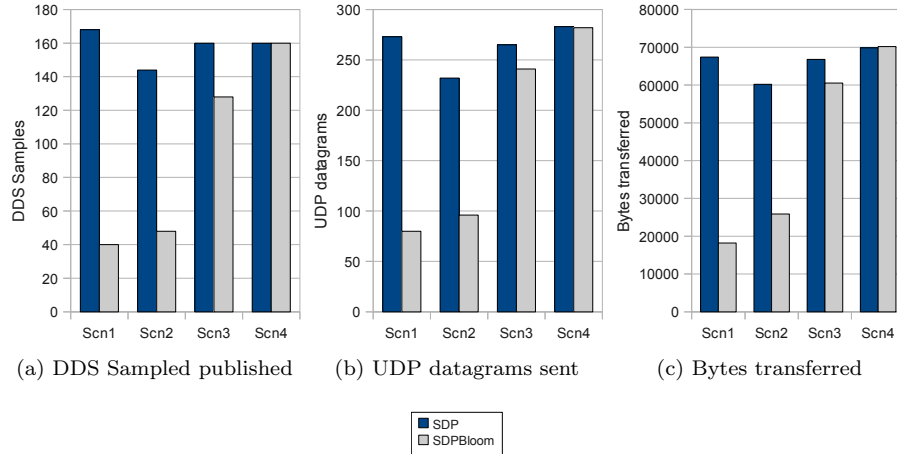 180
160
140
120
100
80
60
40
20
0
DDS Samples
Scn1 Scn2 Scn3 Scn4
(a) DDS Sampled published
300
250
200
150
100
50
0
UDP datagrams
Scn1 Scn2 Scn3 Scn4
(b) UDP datagrams sent
80000
70000
60000
50000
40000
30000
20000
10000
0
Bytes transferred
Scn1 Scn2 Scn3 Scn4
(c) Bytes transferred
SDP
SDPBloom